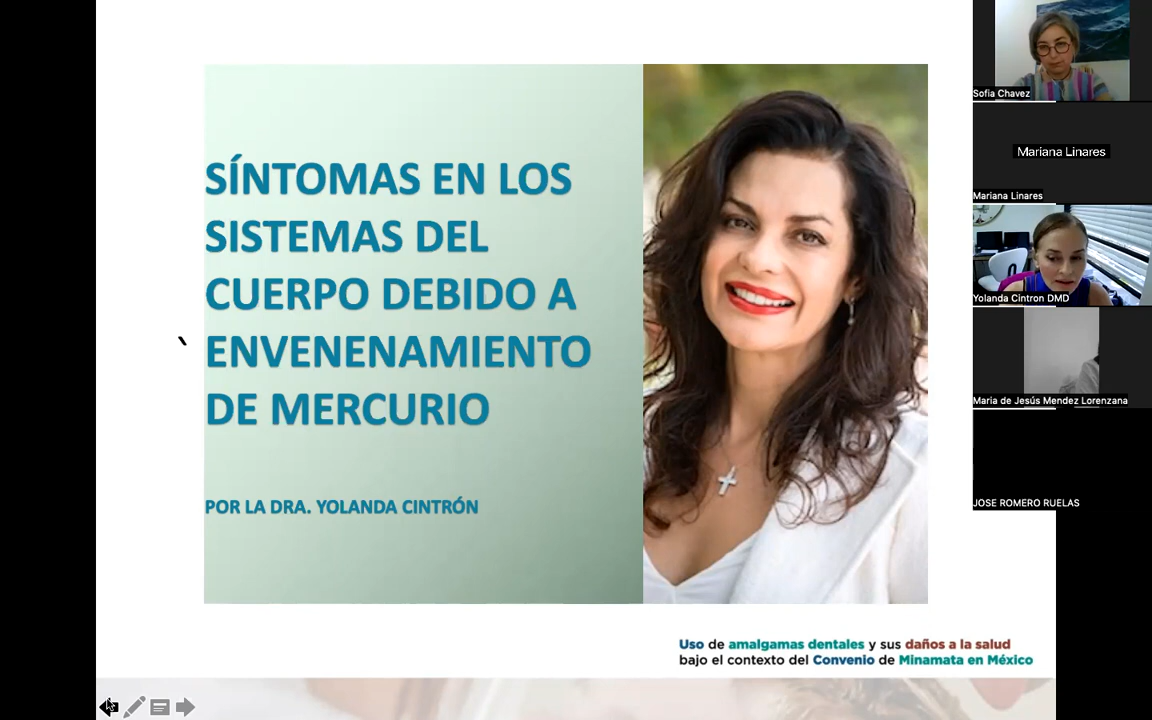 SÍNTOMAS EN LOS
SISTEMAS DEL
CUERPO DEBIDO A
ENVENENAMIENTO
DE MERCURIO
POR LA DRA. YOLANDA CINTRÓN
Uso de amalgamas dentales y sus daños a la salud
bajo el contexto del Convenio de Minamata en México
Sofia Chavez
Mariana Linares
Mariana Linares
Yolanda Cintron DMD
Maria de Jesús Mendez Lorenzana
JOSE ROMERO RUELAS